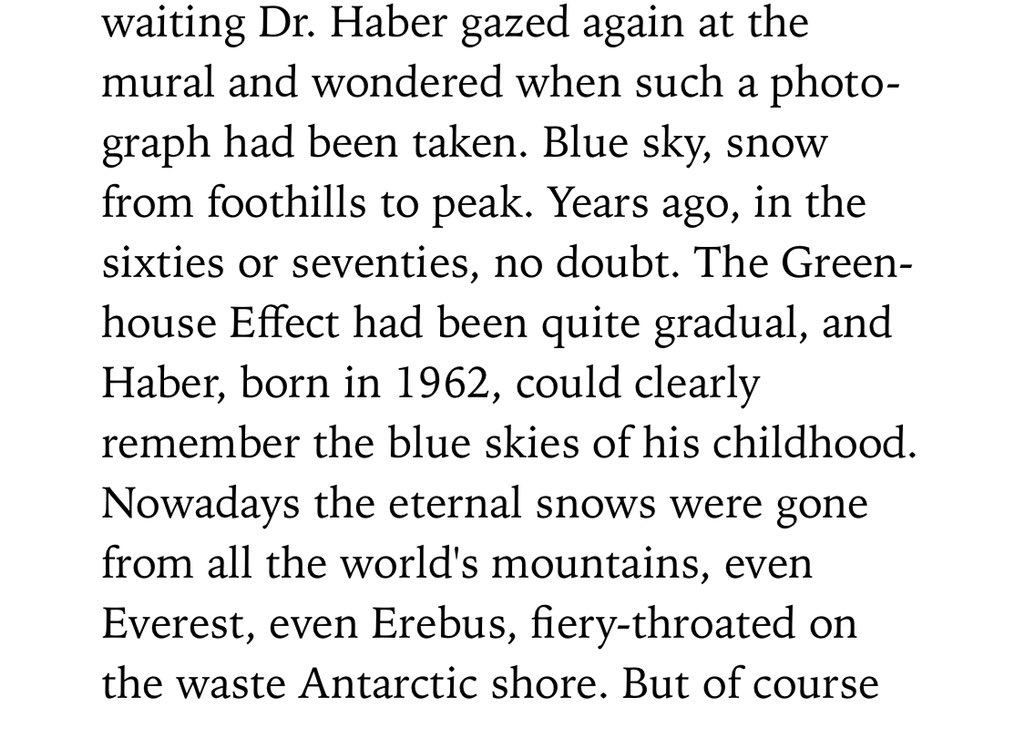 waiting Dr. Haber gazed again at the
mural and wondered when such a photo-
graph had been taken. Blue sky, snow
from foothills to peak. Years ago, in the
sixties or seventies, no doubt. The Green-
house Effect had been quite gradual, and
Haber, born in 1962, could clearly
remember the blue skies of his childhood.
Nowadays the eternal snows were gone
from all the world's mountains, even
Everest, even Erebus, fiery-throated on
the waste Antarctic shore. But of course